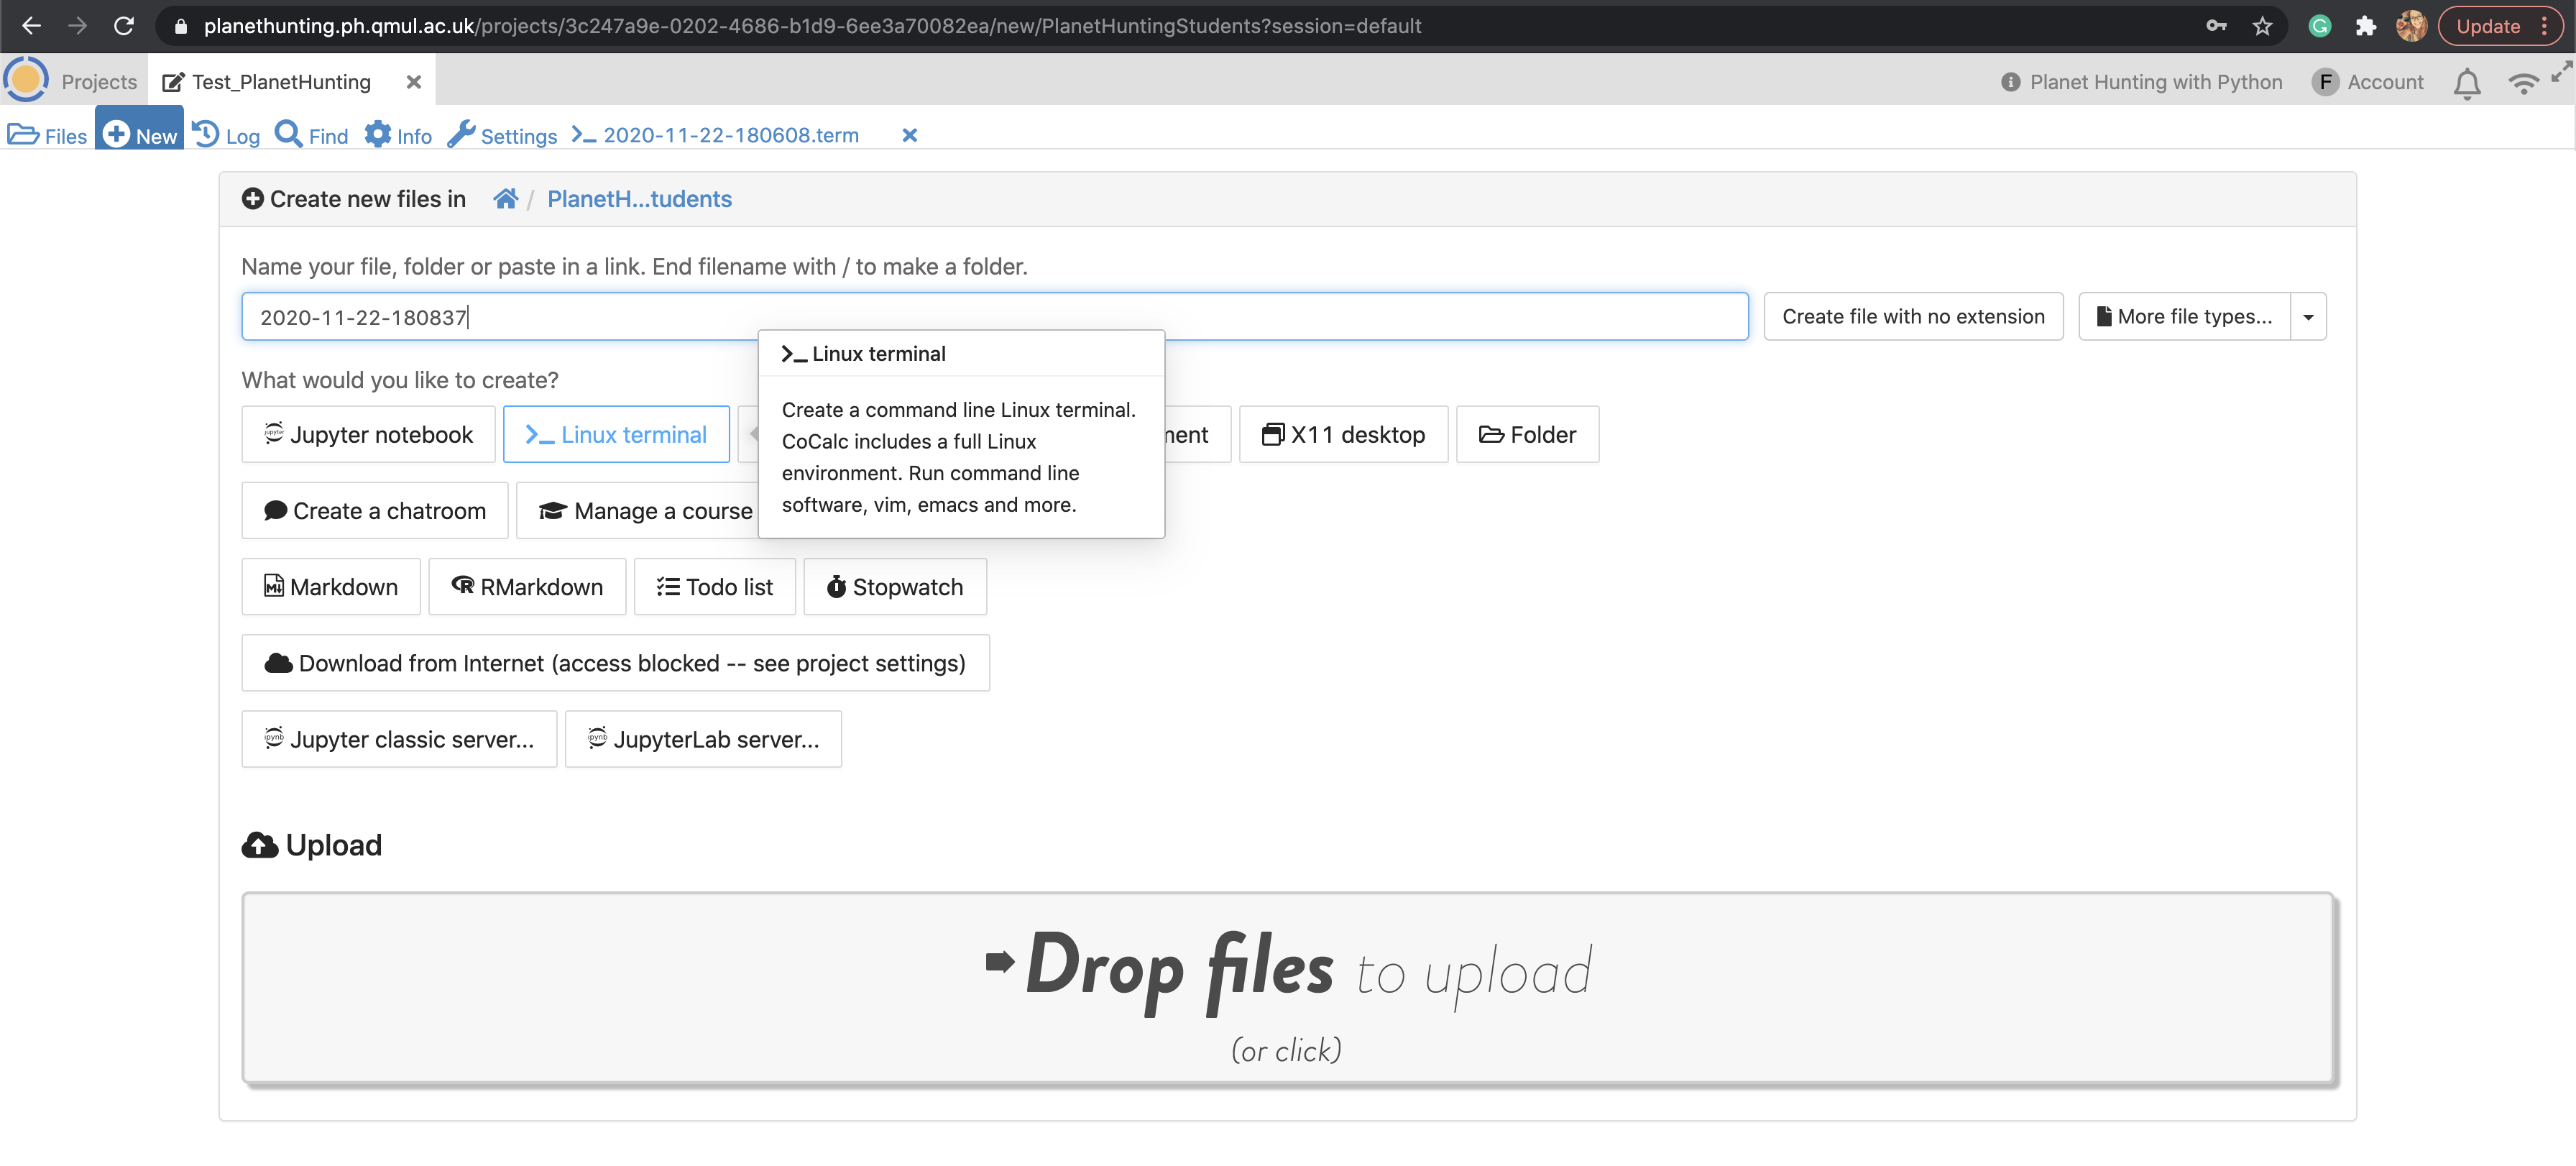 planethunting.ph.qmul.ac.uk/projects/3c247a9e-0202-4686-b1d9-6ee3a70082ea/new/PlanetHuntingStudents?session=default
Update
Projects
Test_PlanetHunting
Planet Hunting with Python
F
Account
Files
New
Log
Find
Info
Settings
2020-11-22-180608.term
Create new files in / PlanetH...tudents
Name your file, folder or paste in a link. End filename with / to make a folder.
2020-11-22-180837
Create file with no extension
More file types...
Linux terminal
Create a command line Linux terminal.
CoCalc includes a full Linux
environment. Run command line
software, vim, emacs and more.
What would you like to create?
Jupyter notebook
Linux terminal
ment
X11 desktop
Folder
Create a chatroom
Manage a course
Markdown
RMarkdown
Todo list
Stopwatch
Download from Internet (access blocked -- see project settings)
Jupyter classic server...
JupyterLab server...
Upload
Drop files to upload
(or click)